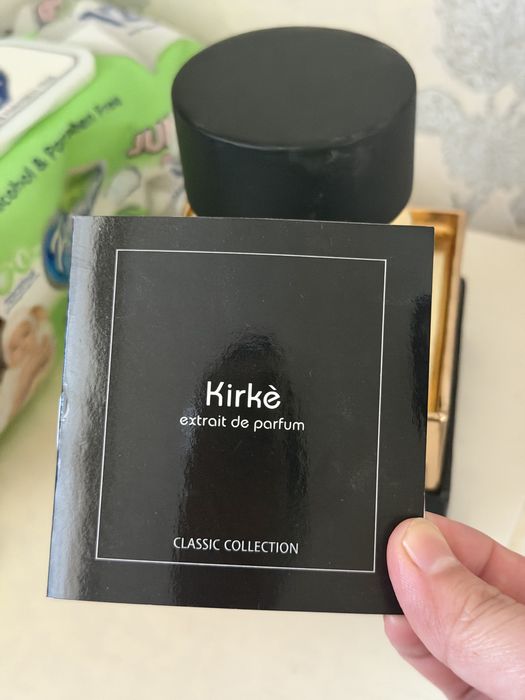 Alcohol & Paraben Free
Kirkè
extrait de parfum
CLASSIC COLLECTION